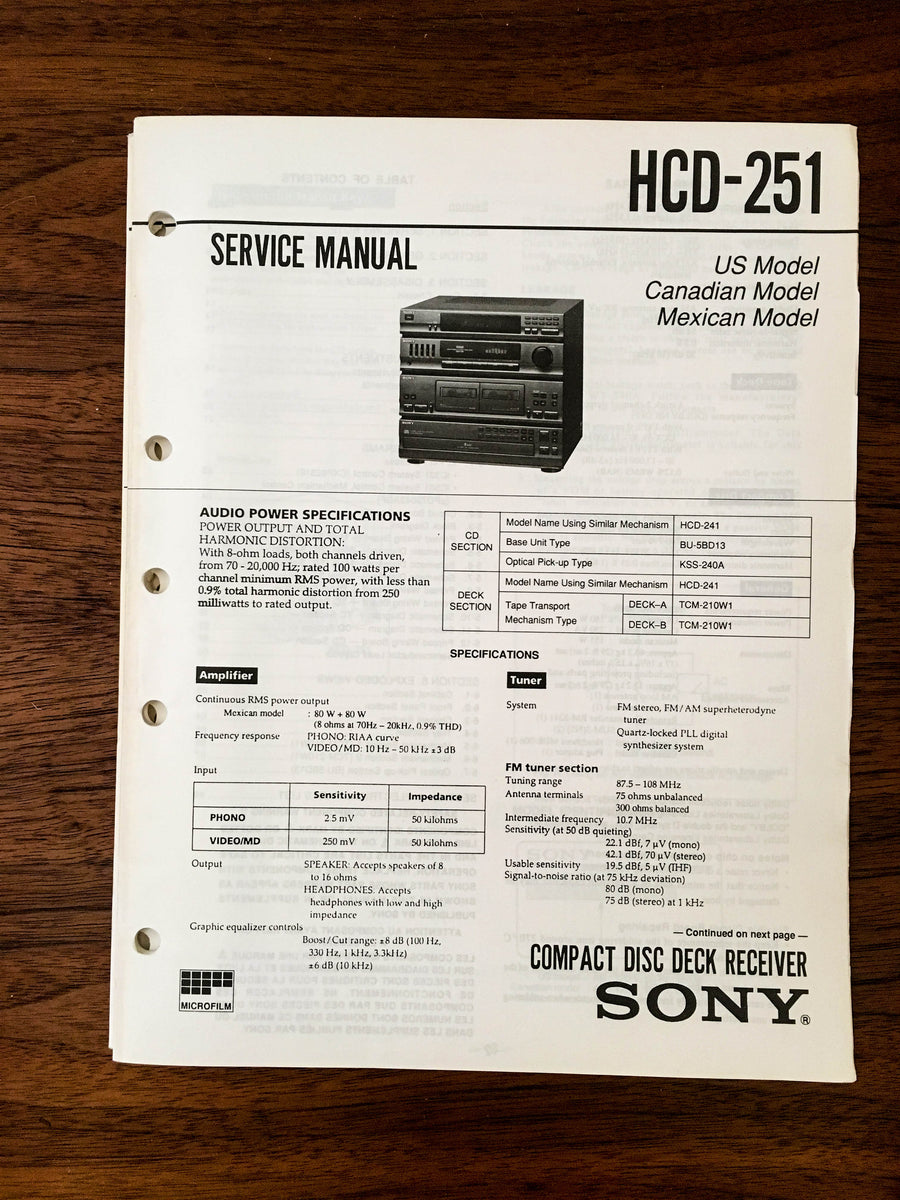 HCD-251
SERVICE MANUAL
US Model
Canadian Model
Mexican Model
AUDIO POWER SPECIFICATIONS
POWER OUTPUT AND TOTAL
HARMONIC DISTORTION:
With 8-ohm loads, both channels driven,
from 70 - 20,000 Hz; rated 100 watts per
channel minimum RMS power, with less than
0.9% total harmonic distortion from 250
milliwatts to rated output.
CD SECTION
Model Name Using Similar Mechanism HCD-241
Base Unit Type BU-5BD13
Optical Pick-up Type KSS-240A
DECK SECTION
Model Name Using Similar Mechanism HCD-241
Tape Transport Mechanism Type
DECK–A TCM-210W1
DECK–B TCM-210W1
SPECIFICATIONS
Amplifier
Continuous RMS power output
Mexican model : 80 W + 80 W
(8 ohms at 70Hz – 20kHz, 0.9% THD)
Frequency response PHONO: RIAA curve
VIDEO/MD: 10 Hz – 50 kHz ±3 dB
Input
Sensitivity Impedance
PHONO 2.5 mV 50 kilohms
VIDEO/MD 250 mV 50 kilohms
Output SPEAKER: Accepts speakers of 8
to 16 ohms
HEADPHONES: Accepts
headphones with low and high
impedance
Graphic equalizer controls
Boost/Cut range: ±8 dB (100 Hz,
330 Hz, 1 kHz, 3.3kHz)
±6 dB (10 kHz)
MICROFILM
Tuner
System FM stereo, FM/AM superheterodyne
tuner
Quartz-locked PLL digital
synthesizer system
FM tuner section
Tuning range 87.5 – 108 MHz
Antenna terminals 75 ohms unbalanced
300 ohms balanced
Intermediate frequency 10.7 MHz
Sensitivity (at 50 dB quieting)
22.1 dBf, 7 µV (mono)
42.1 dBf, 70 µV (stereo)
Usable sensitivity 19.5 dBf, 5 µV (IHF)
Signal-to-noise ratio (at 75 kHz deviation)
80 dB (mono)
75 dB (stereo) at 1 kHz
— Continued on next page —
COMPACT DISC DECK RECEIVER
SONY®